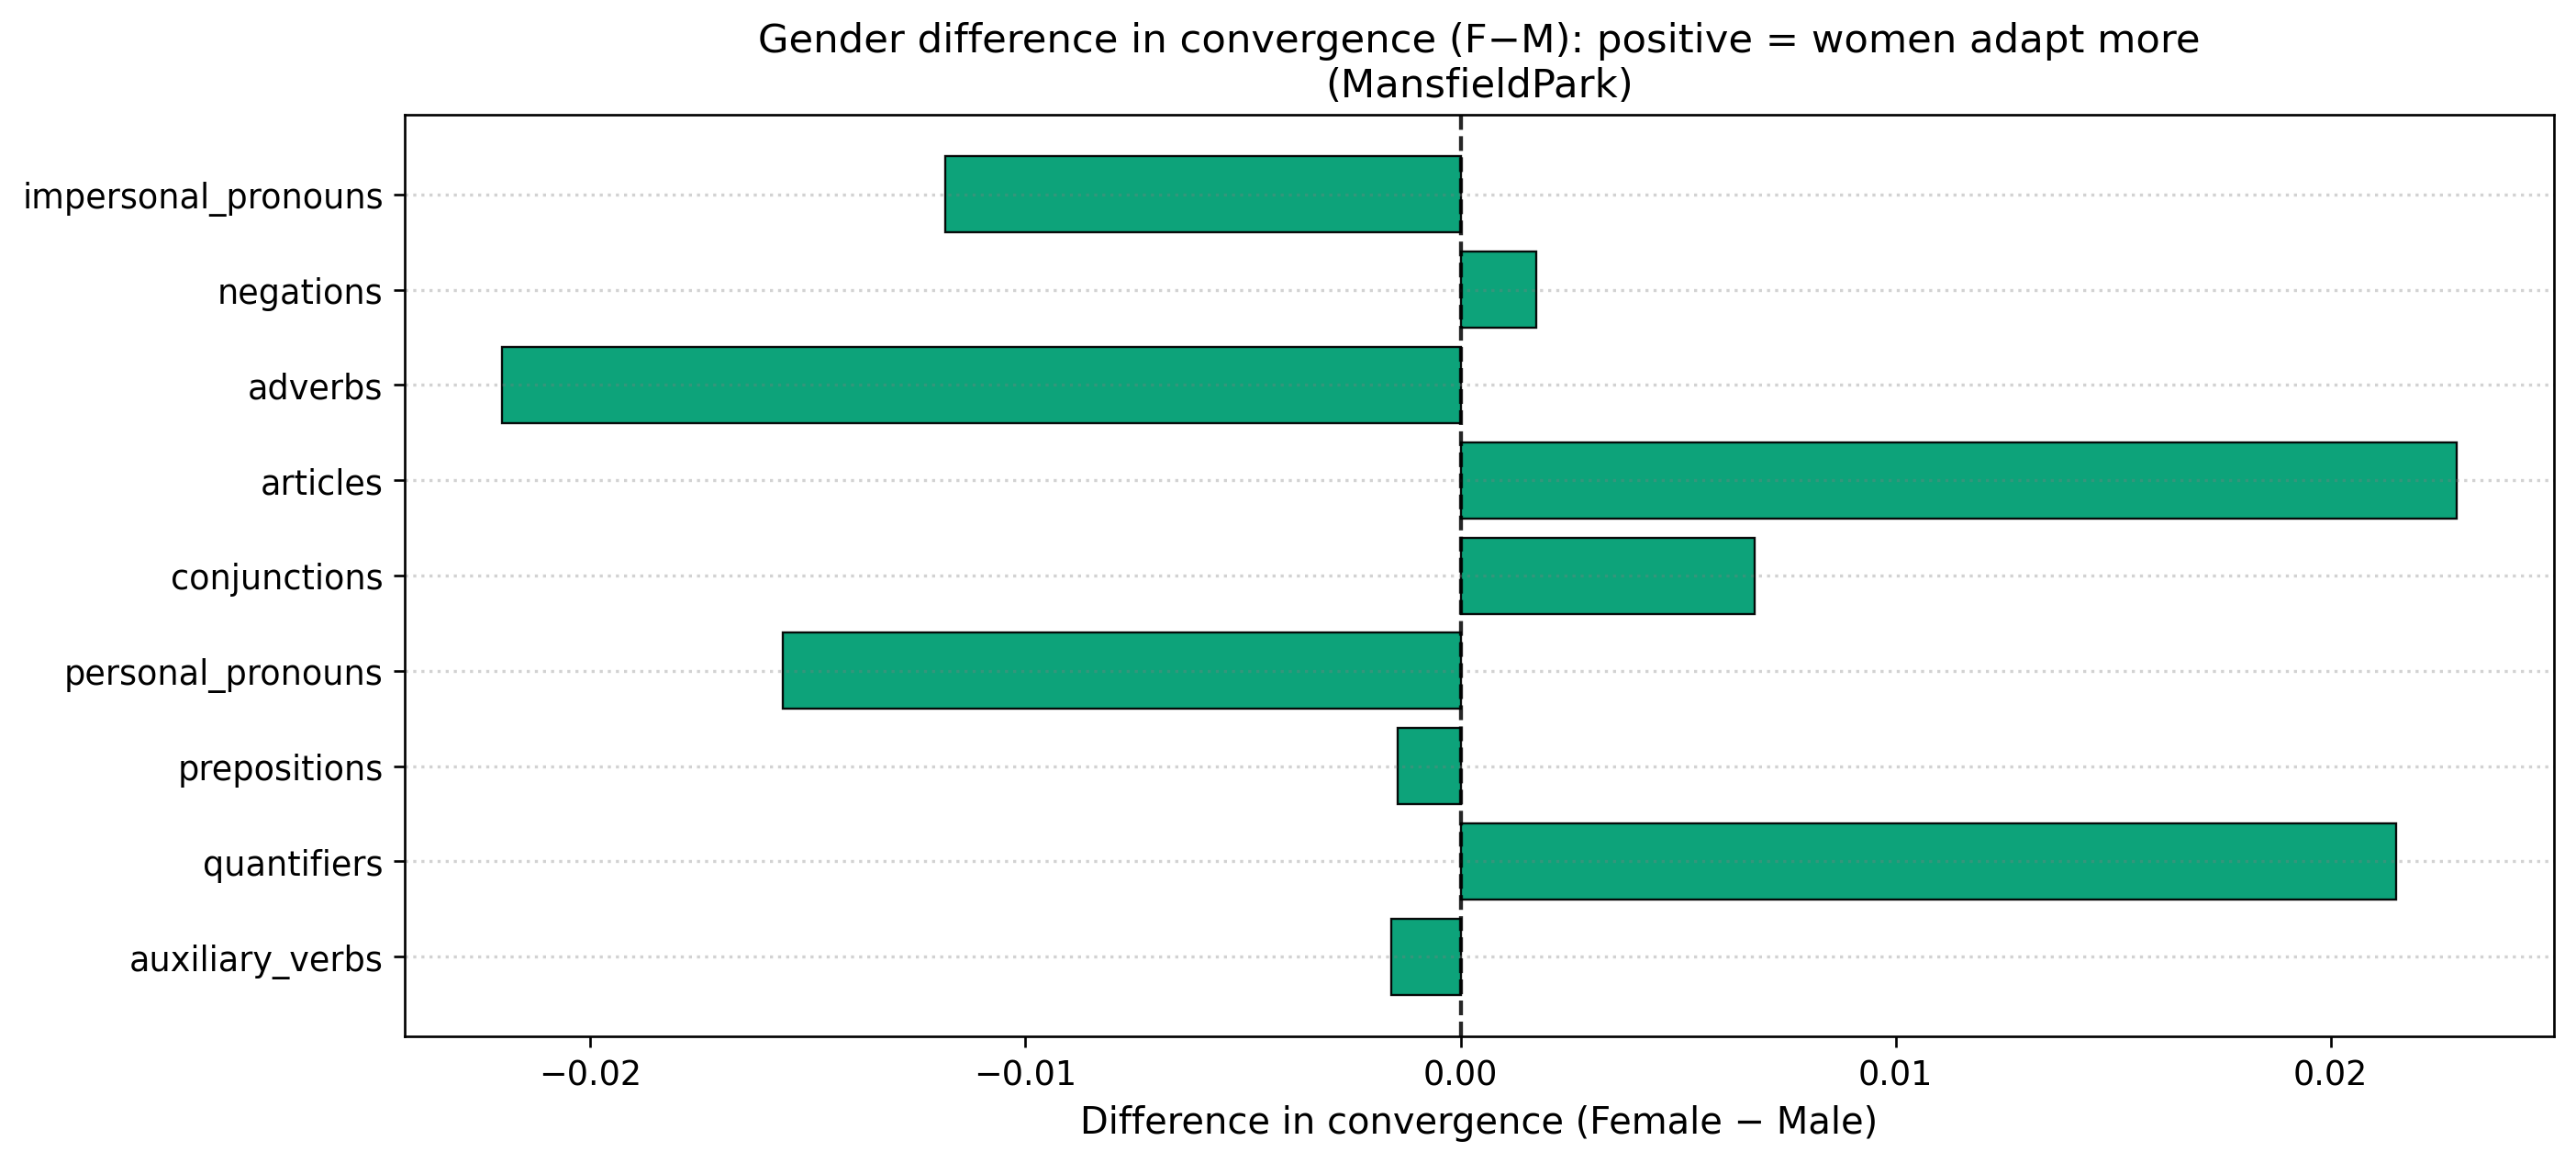 Gender difference in convergence (F−M): positive = women adapt more
(MansfieldPark)
impersonal_pronouns
negations
adverbs
articles
conjunctions
personal_pronouns
prepositions
quantifiers
auxiliary_verbs
−0.02 −0.01 0.00 0.01 0.02
Difference in convergence (Female − Male)